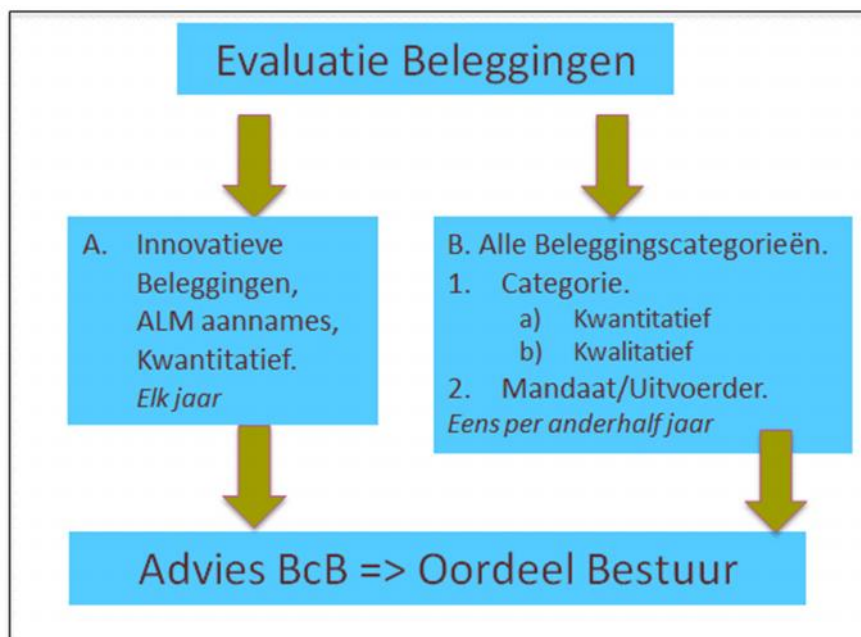 Evaluatie Beleggingen
A. Innovatieve
Beleggingen,
ALM aannames,
Kwantitatief.
Elk jaar
B. Alle Beleggingscategorieën.
1. Categorie.
a) Kwantitatief
b) Kwalitatief
2. Mandaat/Uitvoerder.
Eens per anderhalf jaar
Advies BcB => Oordeel Bestuur